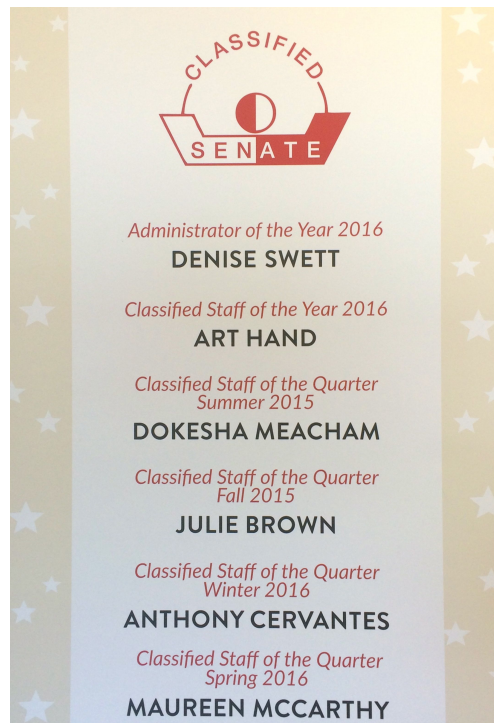 CLASSIFIED
SENATE
Administrator of the Year 2016
DENISE SWETT
Classified Staff of the Year 2016
ART HAND
Classified Staff of the Quarter
Summer 2015
DOKESHA MEACHAM
Classified Staff of the Quarter
Fall 2015
JULIE BROWN
Classified Staff of the Quarter
Winter 2016
ANTHONY CERVANTES
Classified Staff of the Quarter
Spring 2016
MAUREEN MCCARTHY